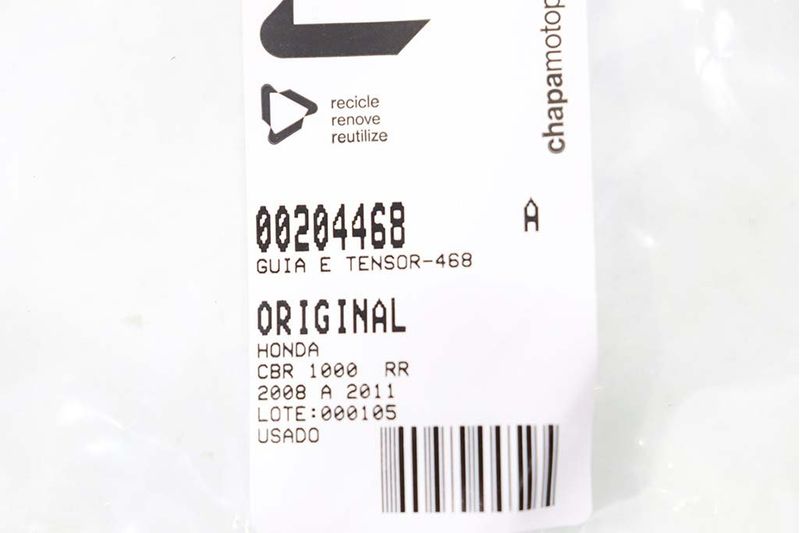 recicle
renove
reutilize
chapamotop
00204468
A
GUIA E TENSOR-468
ORIGINAL
HONDA
CBR 1000 RR
2008 A 2011
LOTE:000105
USADO